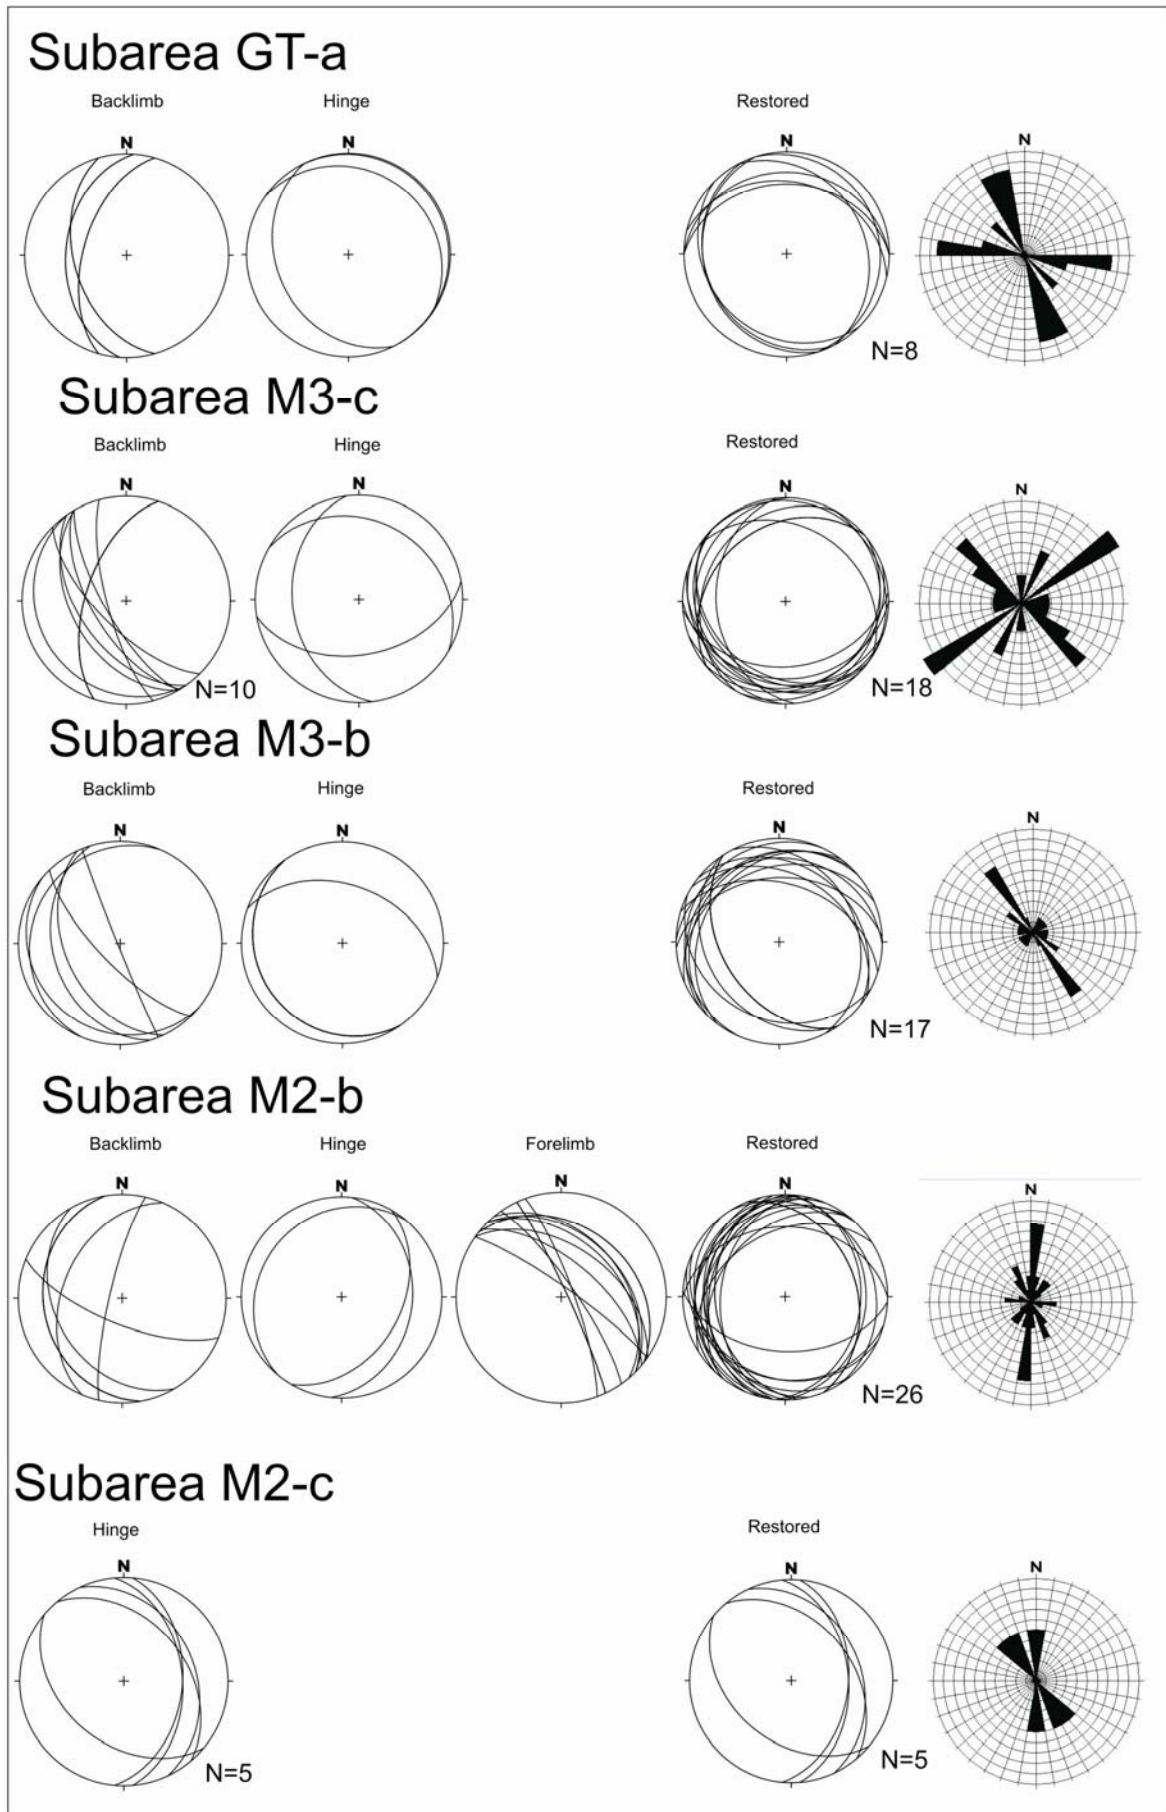 Subarea GT-a
Backlimb Hinge Restored
N N N N
N=8
Subarea M3-c
Backlimb Hinge Restored
N N N N
N=10 N=18
Subarea M3-b
Backlimb Hinge Restored
N N N N
N=17
Subarea M2-b
Backlimb Hinge Forelimb Restored
N N N N N
N=26
Subarea M2-c
Hinge Restored
N N N
N=5 N=5